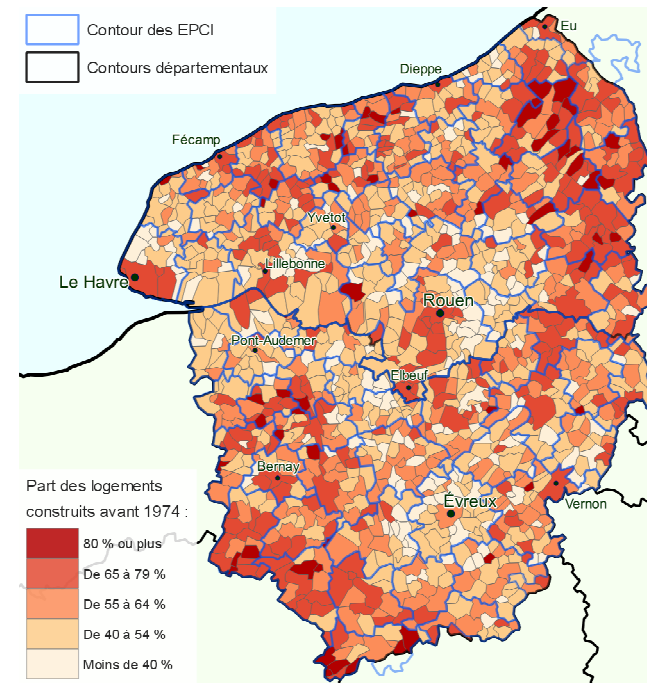 Contour des EPCI
Contours départementaux
Eu
Dieppe
Fécamp
Yvetot
Lillebonne
Le Havre
Rouen
Pont-Audemer
Elbeuf
Bernay
Évreux
Vernon
Part des logements
construits avant 1974 :
80 % ou plus
De 65 à 79 %
De 55 à 64 %
De 40 à 54 %
Moins de 40 %